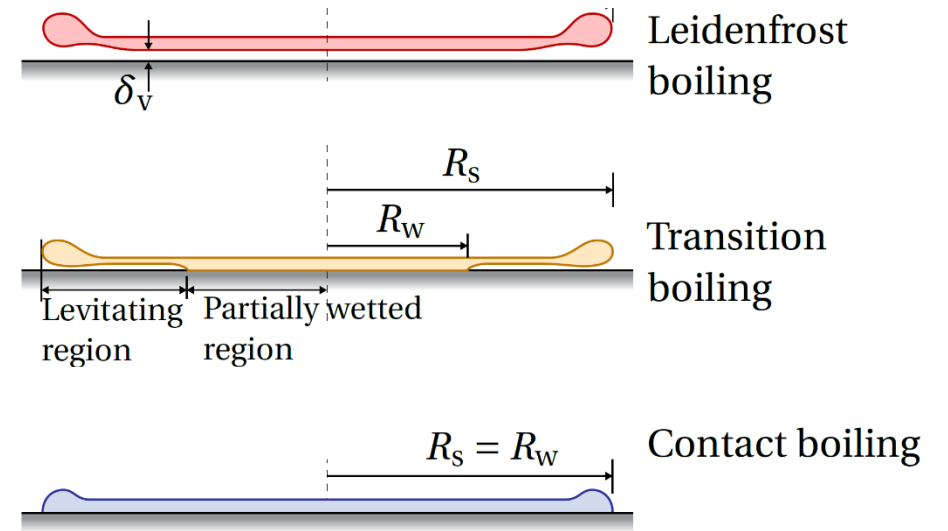 Leidenfrost
boiling
δv
Rs
Rw
Transition
boiling
Levitating
region
Partially wetted
region
Contact boiling
Rs = Rw